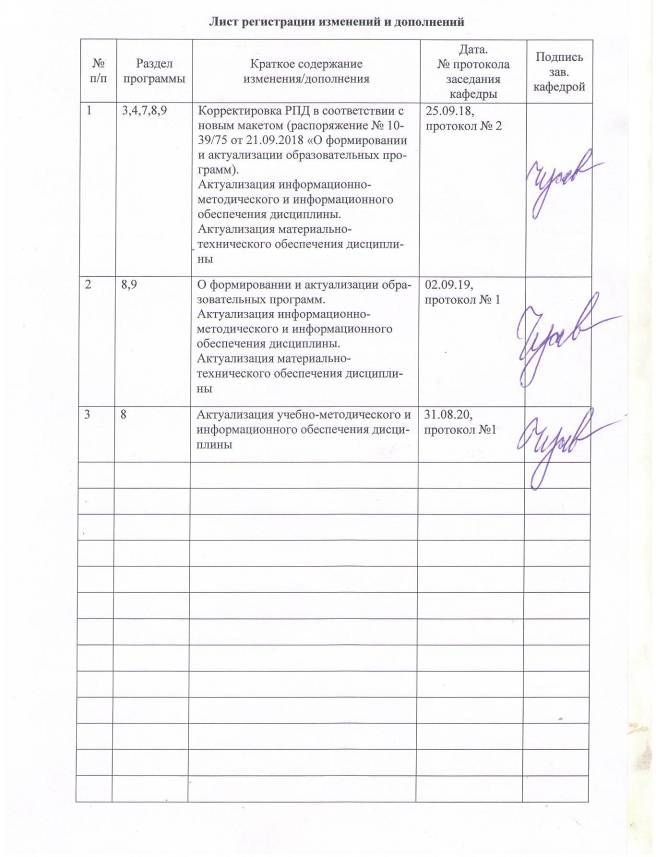 Лист регистрации изменений и дополнений
№
п/п
Раздел
программы
Краткое содержание
изменения/дополнения
Дата.
№ протокола
заседания
кафедры
Подпись
зав.
кафедрой
1
3,4,7,8,9
Корректировка РПД в соответствии с
новым макетом (распоряжение № 10-
39/75 от 21.09.2018 «О формировании
и актуализации образовательных про-
грамм).
Актуализация информационно-
методического и информационного
обеспечения дисциплины.
Актуализация материально-
технического обеспечения дисципли-
ны
25.09.18,
протокол № 2
2
8,9
О формировании и актуализации обра-
зовательных программ.
Актуализация информационно-
методического и информационного
обеспечения дисциплины.
Актуализация материально-
технического обеспечения дисципли-
ны
02.09.19,
протокол № 1
3
8
Актуализация учебно-методического и
информационного обеспечения дисци-
плины
31.08.20,
протокол №1